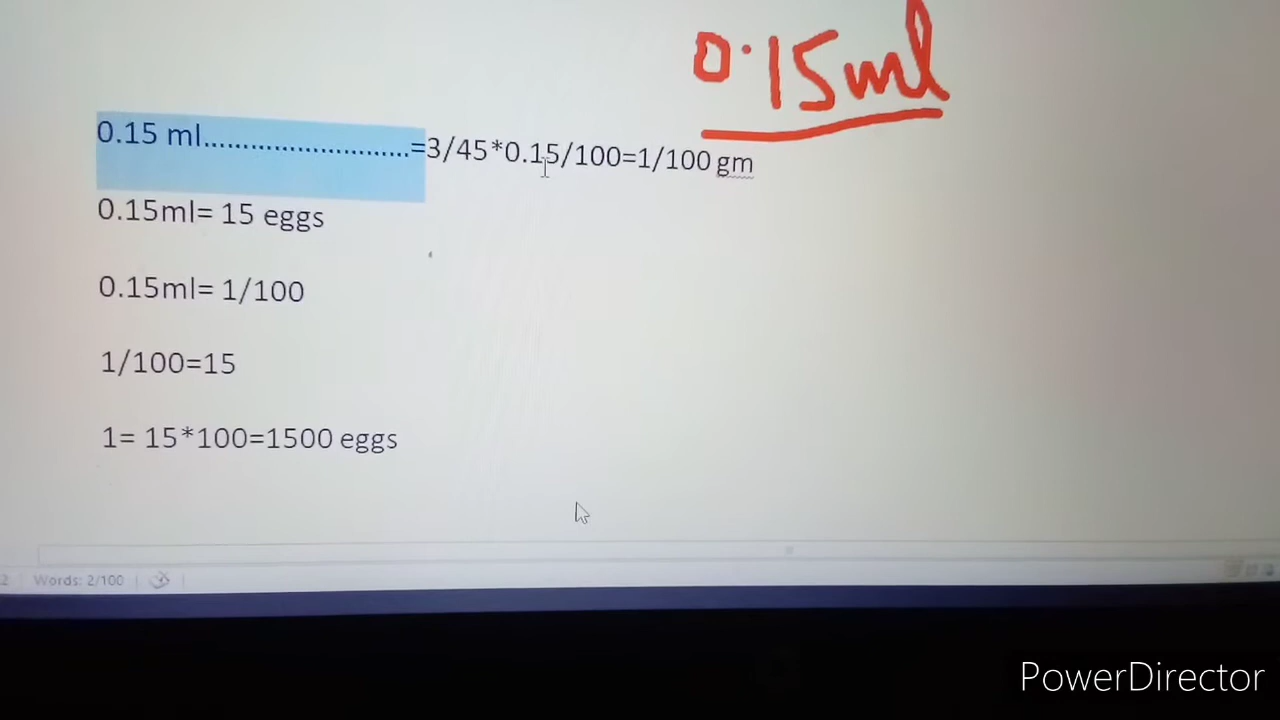 0.15ml
0.15 ml...........................=3/45*0.15/100=1/100 gm
0.15ml= 15 eggs
0.15ml= 1/100
1/100=15
1= 15*100=1500 eggs
2 Words: 2/100
PowerDirector